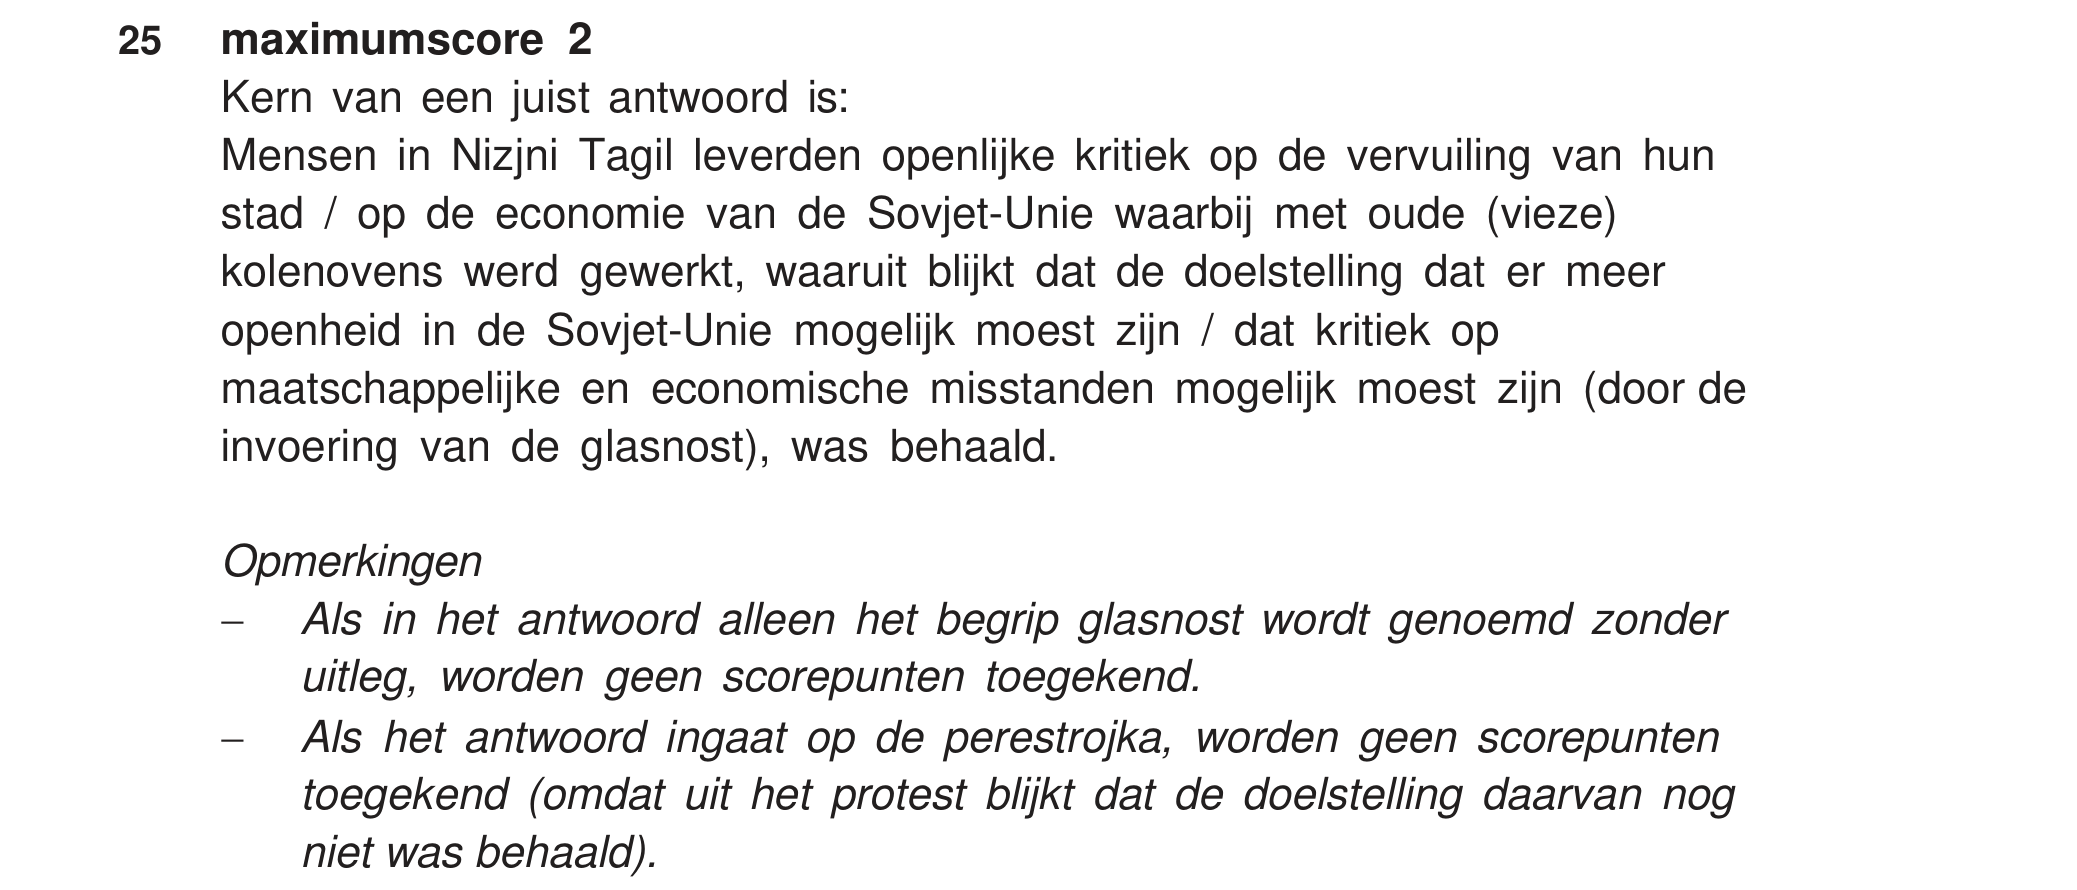 25 maximumscore 2
Kern van een juist antwoord is:
Mensen in Nizjni Tagil leverden openlijke kritiek op de vervuiling van hun
stad / op de economie van de Sovjet-Unie waarbij met oude (vieze)
kolenovens werd gewerkt, waaruit blijkt dat de doelstelling dat er meer
openheid in de Sovjet-Unie mogelijk moest zijn / dat kritiek op
maatschappelijke en economische misstanden mogelijk moest zijn (door de
invoering van de glasnost), was behaald.
Opmerkingen
– Als in het antwoord alleen het begrip glasnost wordt genoemd zonder
uitleg, worden geen scorepunten toegekend.
– Als het antwoord ingaat op de perestrojka, worden geen scorepunten
toegekend (omdat uit het protest blijkt dat de doelstelling daarvan nog
niet was behaald).